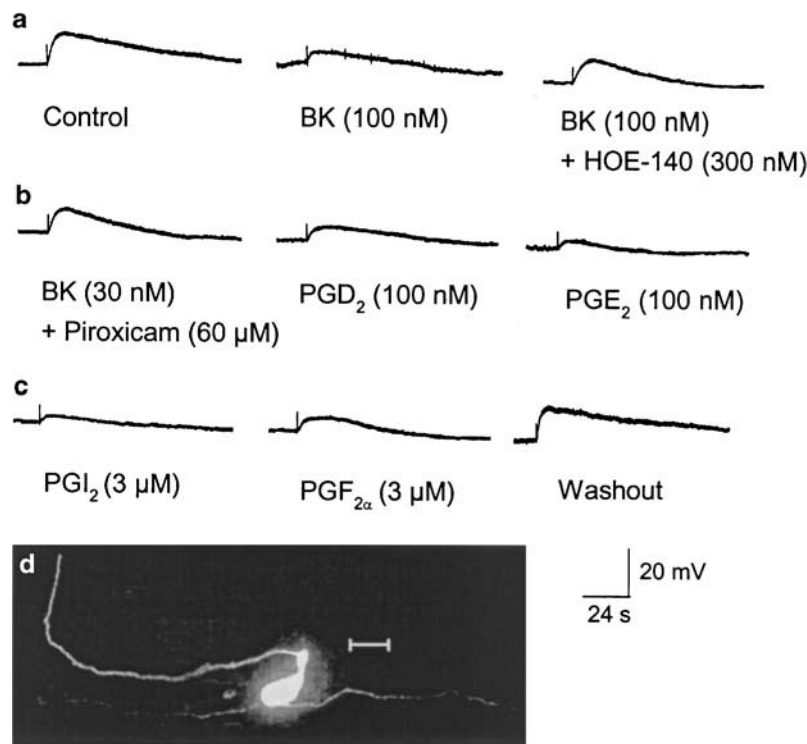 a
Control
BK (100 nM)
BK (100 nM)
+ HOE-140 (300 nM)
b
BK (30 nM)
+ Piroxicam (60 µM)
PGD2 (100 nM)
PGE2 (100 nM)
c
PGI2 (3 µM)
PGF2α (3 µM)
Washout
d
20 mV
24 s